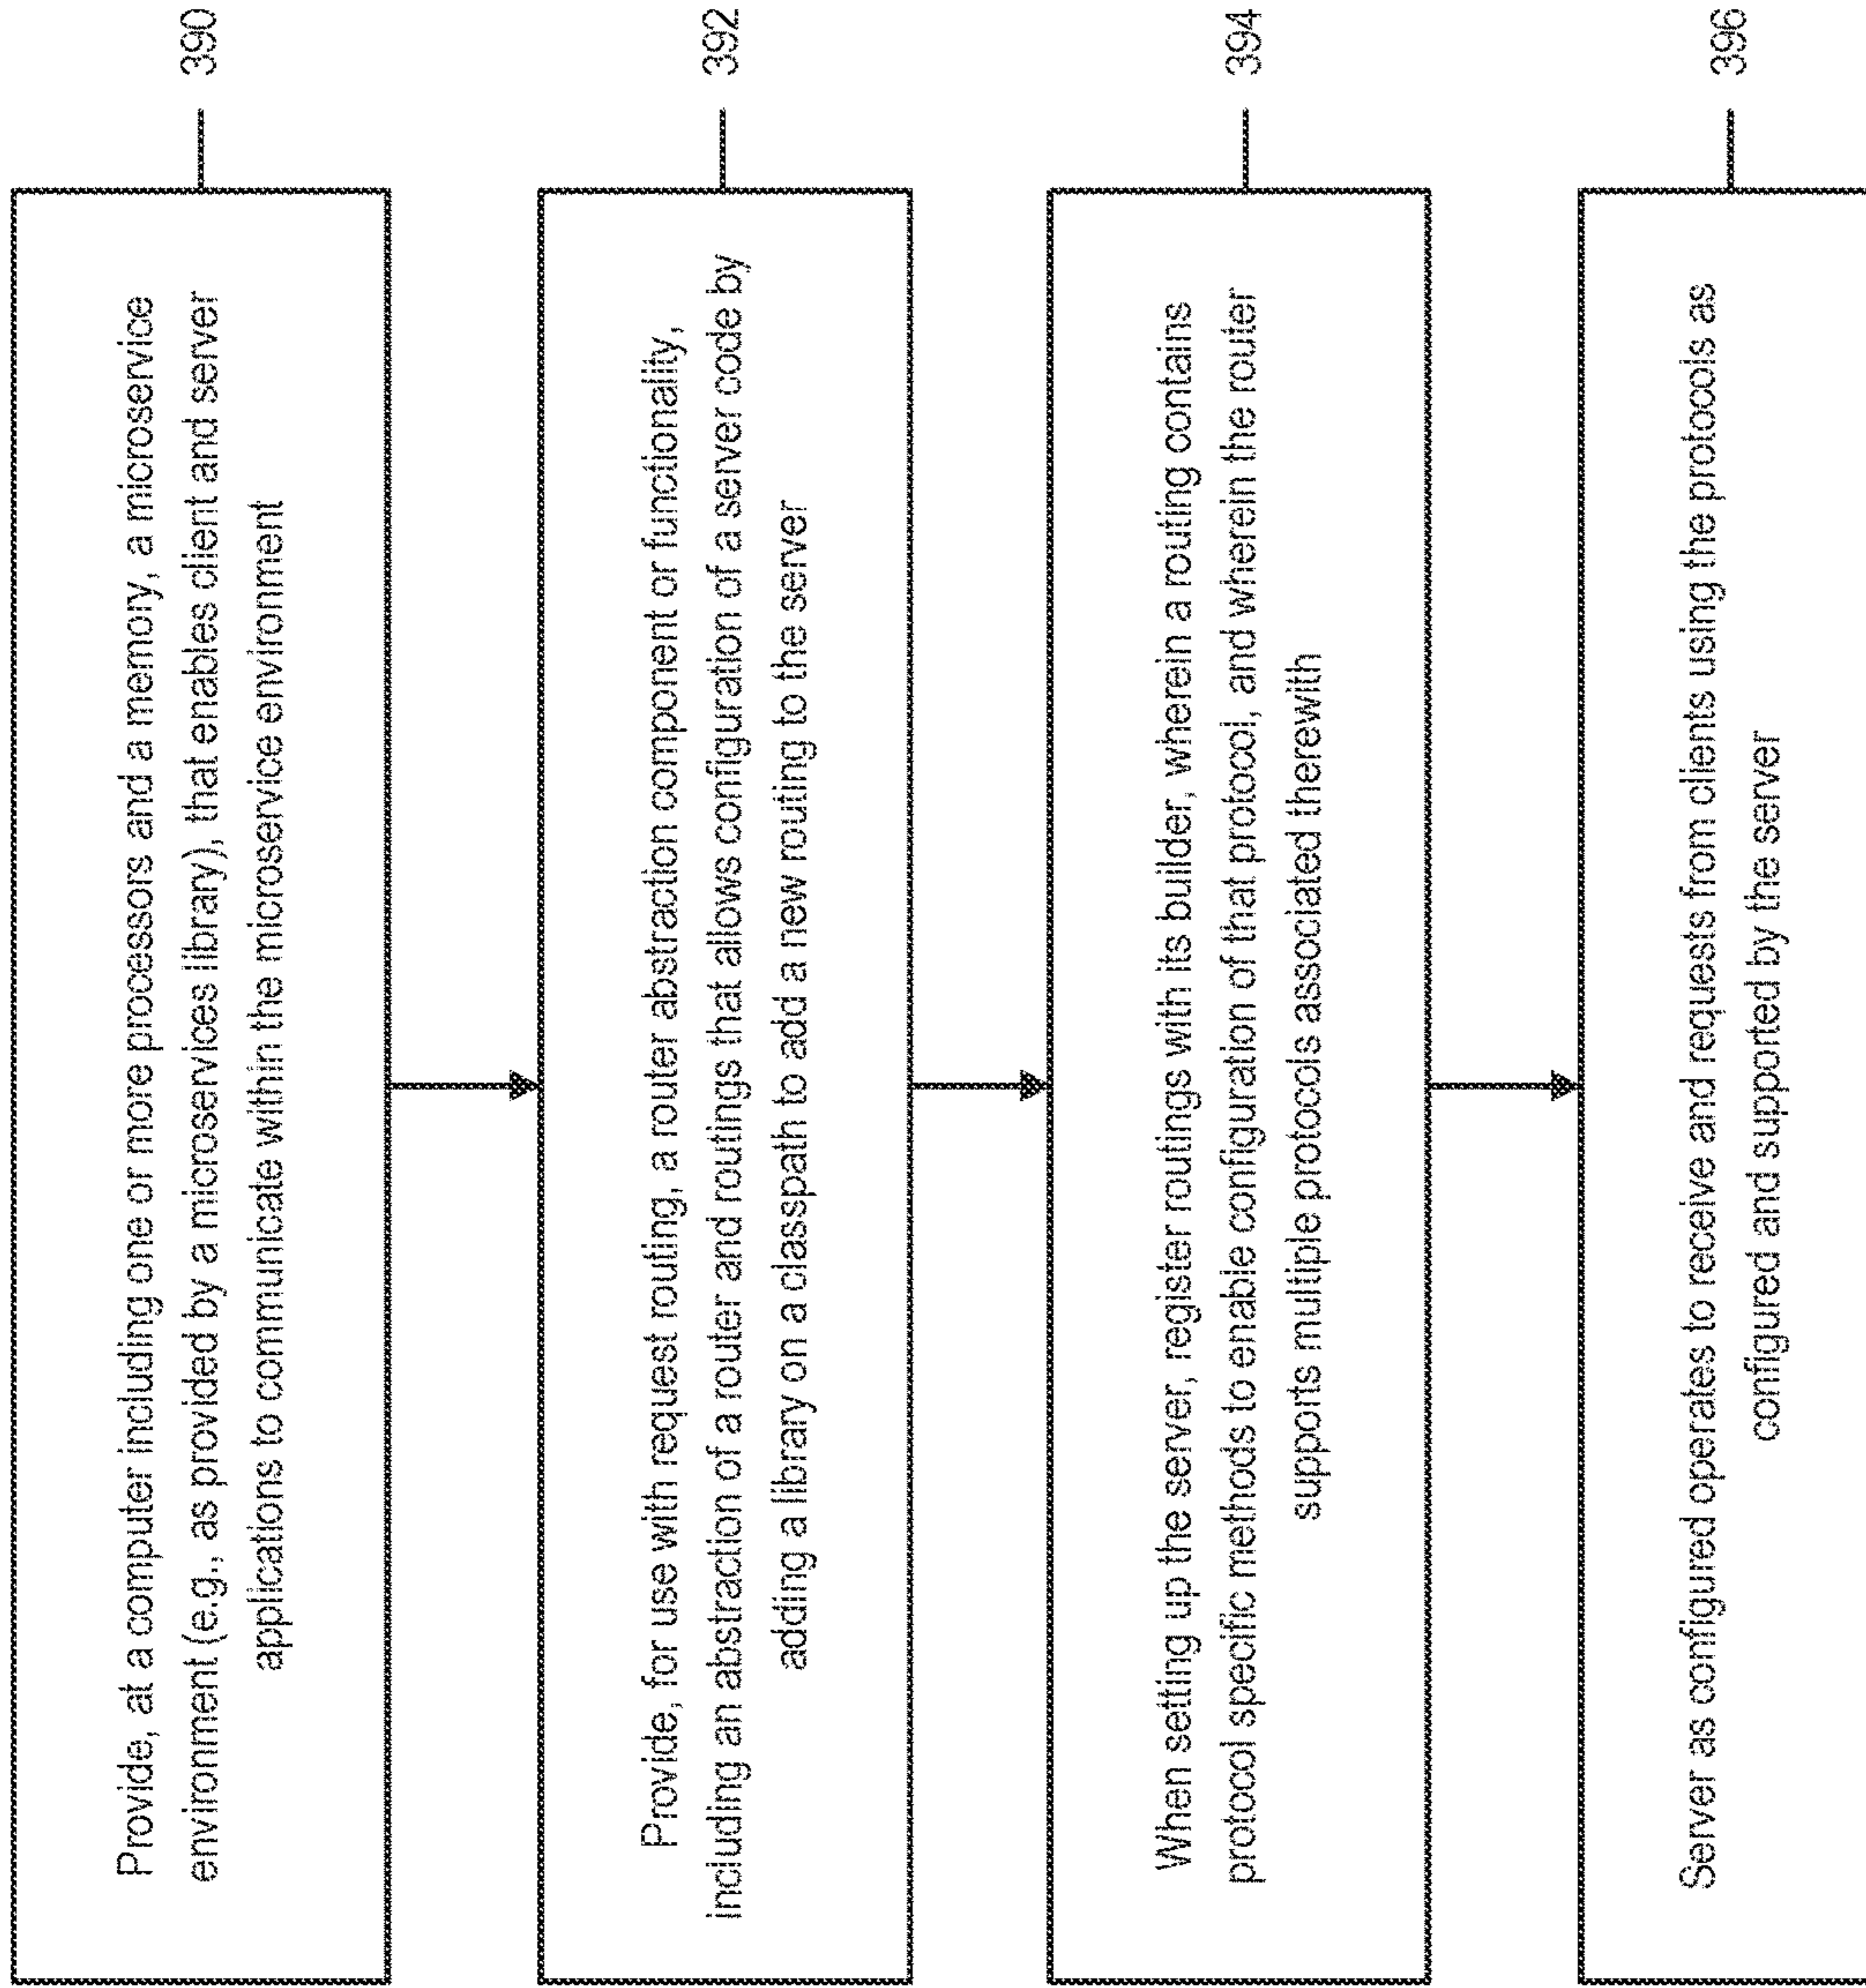 Provide, at a computer including one or more processors and a memory, a microservice
environment (e.g., as provided by a microservices library), that enables client and server
applications to communicate within the microservice environment
390
Provide, for use with request routing, a router abstraction component or functionality,
including an abstraction of a router and routings that allows configuration of a server code by
adding a library on a classpath to add a new routing to the server
392
When setting up the server, register routings with its builder, wherein a routing contains
protocol specific methods to enable configuration of that protocol, and wherein the router
supports multiple protocols associated therewith
394
Server as configured operates to receive and requests from clients using the protocols as
configured and supported by the server
396